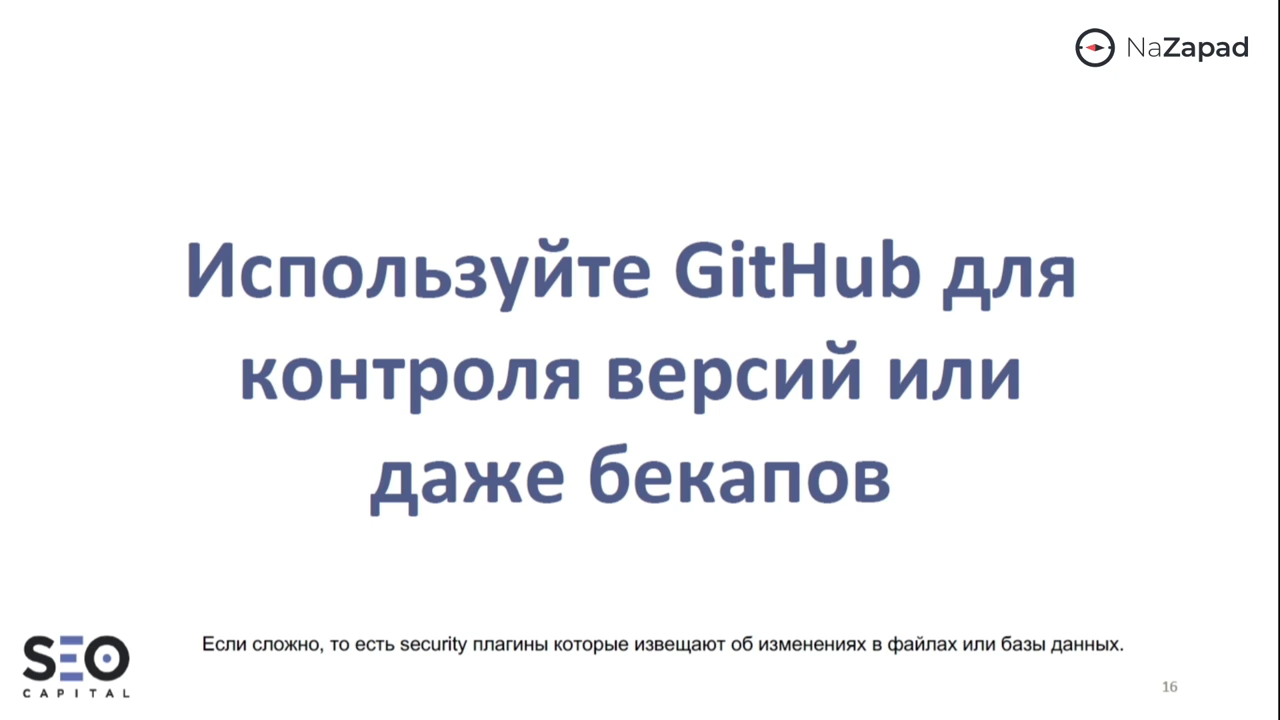 NaZapad
Используйте GitHub для
контроля версий или
даже бекапов
Если сложно, то есть security плагины которые извещают об изменениях в файлах или базы данных.
SEO
CAPITAL
16